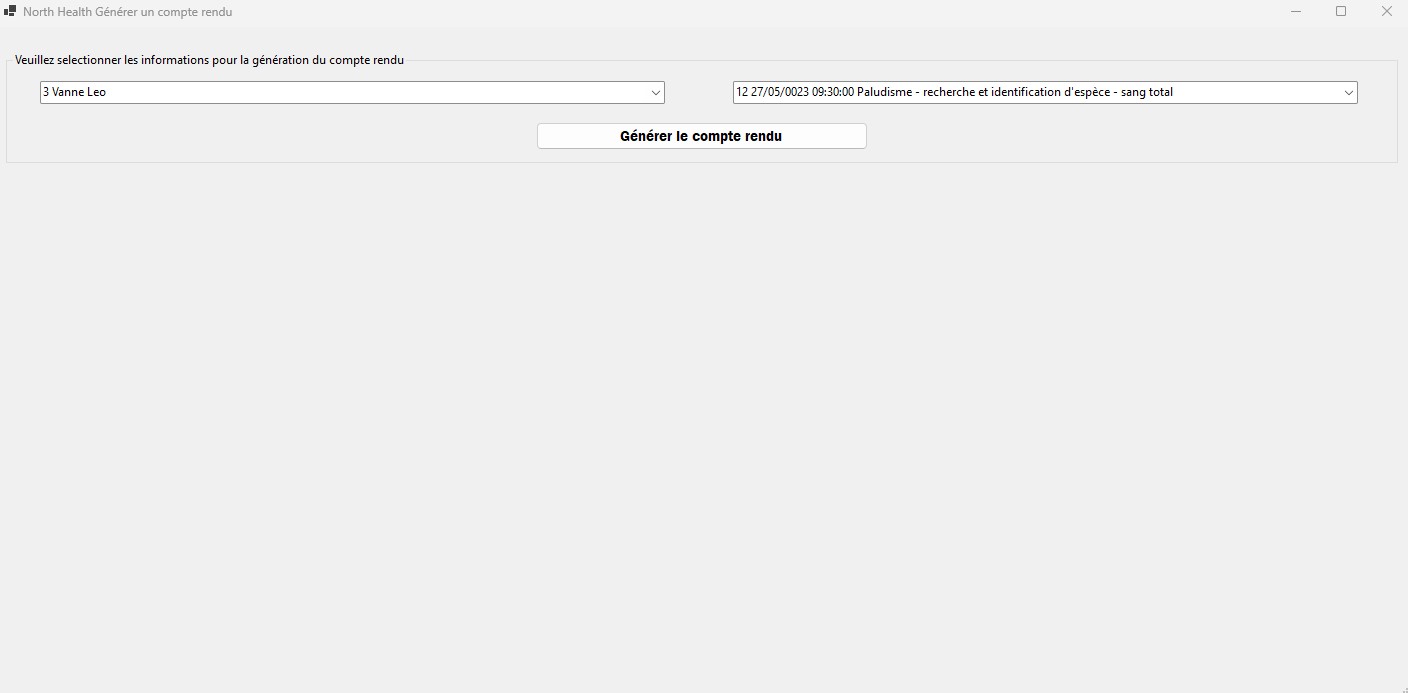 North Health Générer un compte rendu
Veuillez selectionner les informations pour la génération du compte rendu
3 Vanne Leo
12 27/05/0023 09:30:00 Paludisme - recherche et identification d'espèce - sang total
Générer le compte rendu